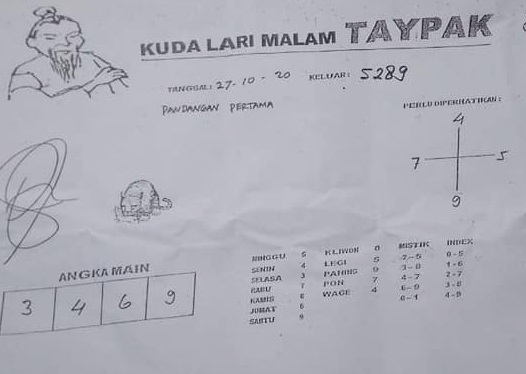 KUDA LARI MALAM TAYPAK
TANGGAL: 27-10-20 KELUAR: 5289
PANDANGAN PERTAMA
PERLU DIPERHATIKAN:
4
7 5
9
ANGKA MAIN
3 4 6 9
MINGGU 5 KLIWON 8 MISTIK INDEX
SENIN 4 LEGI 5 2-5 0-5
SELASA 3 PAHING 9 3-8 1-6
RABU 7 PON 7 4-7 2-7
KAMIS 8 WAGE 4 6-9 3-8
JUMAT 6 0-1 4-9
SABTU 9